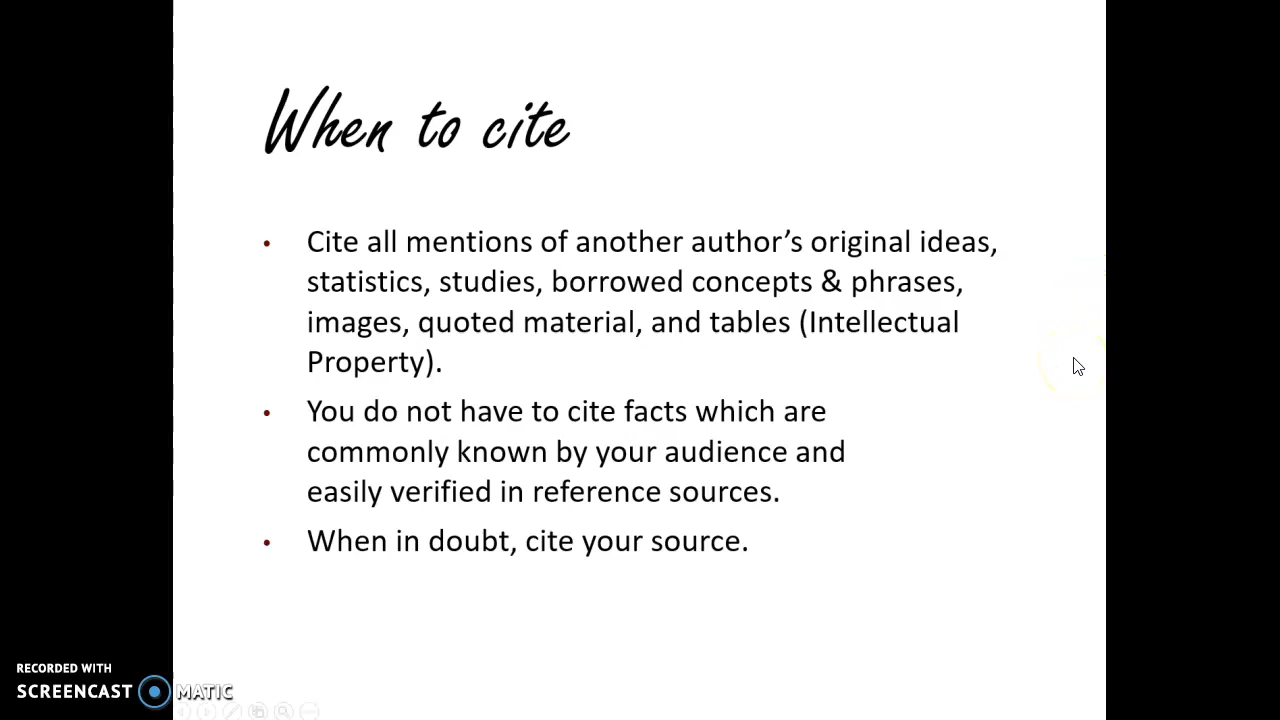 When to cite
• Cite all mentions of another author’s original ideas,
statistics, studies, borrowed concepts & phrases,
images, quoted material, and tables (Intellectual
Property).
• You do not have to cite facts which are
commonly known by your audience and
easily verified in reference sources.
• When in doubt, cite your source.
RECORDED WITH
SCREENCAST MATIC